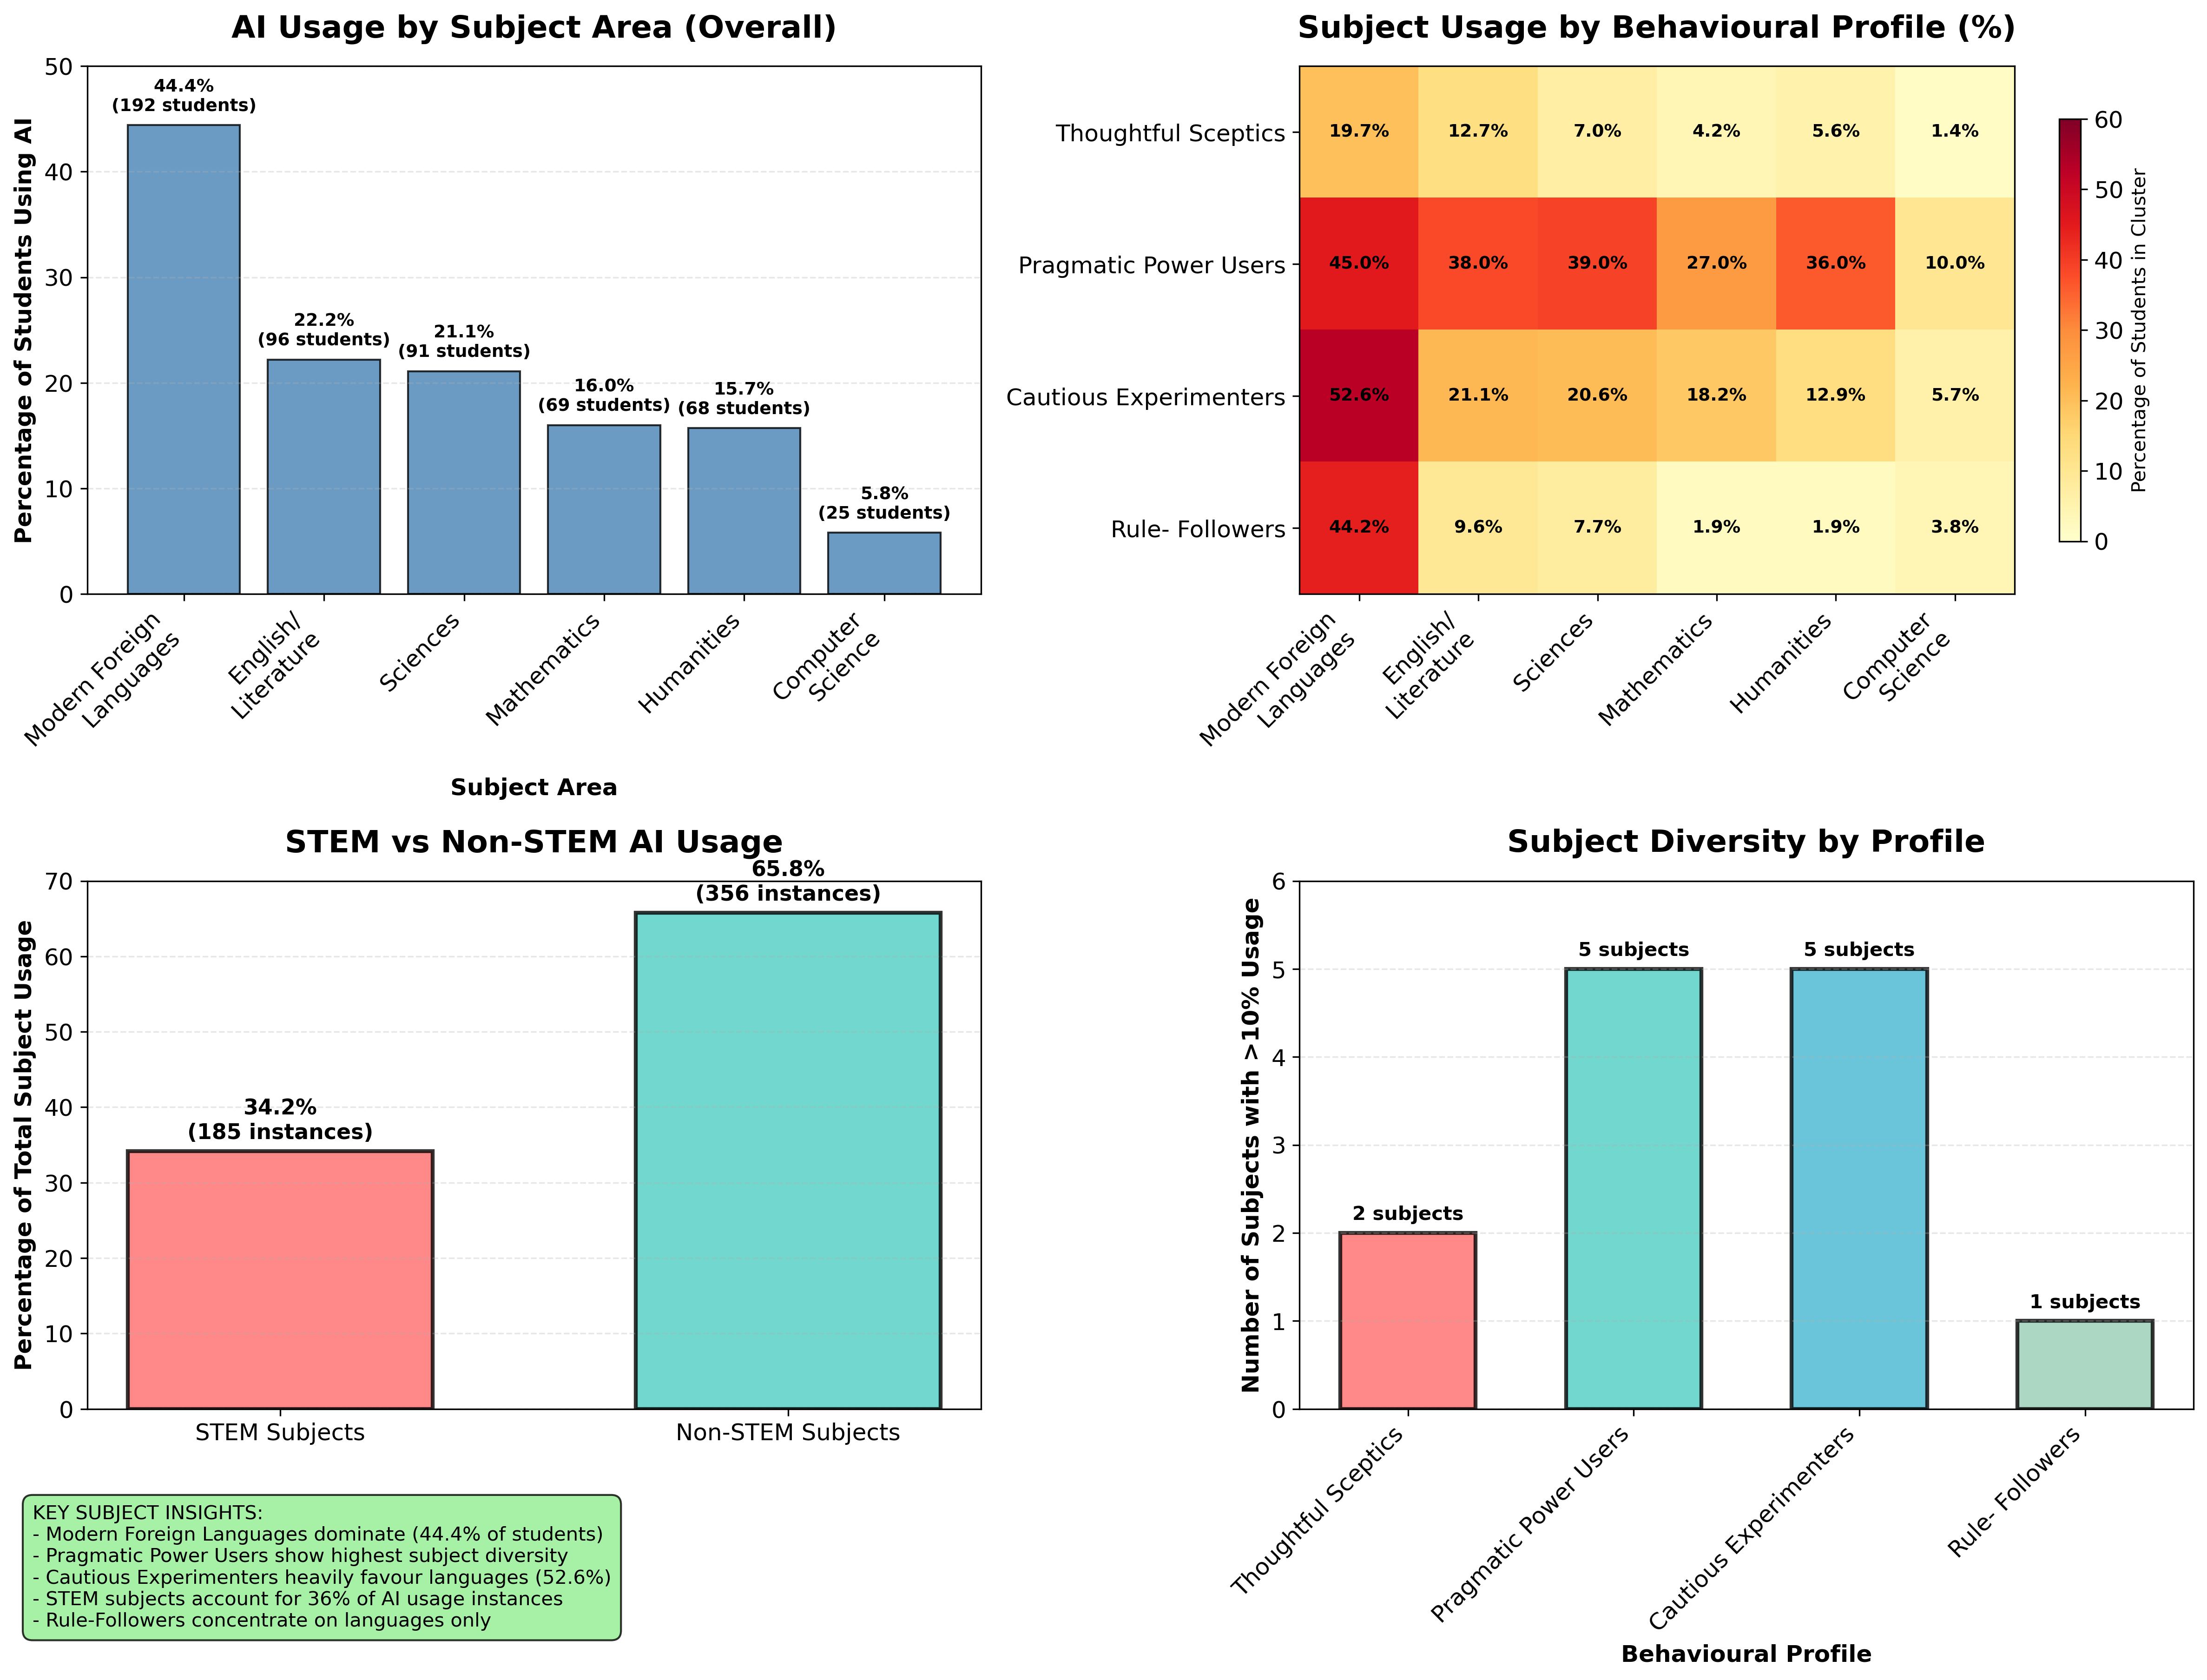 AI Usage by Subject Area (Overall)
Percentage of Students Using AI
50
40
30
20
10
0
44.4%
(192 students)
22.2%
(96 students)
21.1%
(91 students)
16.0%
(69 students)
15.7%
(68 students)
5.8%
(25 students)
Modern Foreign
Languages
English/
Literature
Sciences
Mathematics
Humanities
Computer
Science
Subject Area
Subject Usage by Behavioural Profile (%)
Thoughtful Sceptics
19.7% 12.7% 7.0% 4.2% 5.6% 1.4%
Pragmatic Power Users
45.0% 38.0% 39.0% 27.0% 36.0% 10.0%
Cautious Experimenters
52.6% 21.1% 20.6% 18.2% 12.9% 5.7%
Rule- Followers
44.2% 9.6% 7.7% 1.9% 1.9% 3.8%
Modern Foreign
Languages
English/
Literature
Sciences
Mathematics
Humanities
Computer
Science
60
50
40
30
20
10
0
Percentage of Students in Cluster
STEM vs Non-STEM AI Usage
Percentage of Total Subject Usage
70
60
50
40
30
20
10
0
34.2%
(185 instances)
65.8%
(356 instances)
STEM Subjects
Non-STEM Subjects
Subject Diversity by Profile
Number of Subjects with >10% Usage
6
5
4
3
2
1
0
2 subjects
5 subjects
5 subjects
1 subjects
Thoughtful Sceptics
Pragmatic Power Users
Cautious Experimenters
Rule- Followers
Behavioural Profile
KEY SUBJECT INSIGHTS:
- Modern Foreign Languages dominate (44.4% of students)
- Pragmatic Power Users show highest subject diversity
- Cautious Experimenters heavily favour languages (52.6%)
- STEM subjects account for 36% of AI usage instances
- Rule-Followers concentrate on languages only